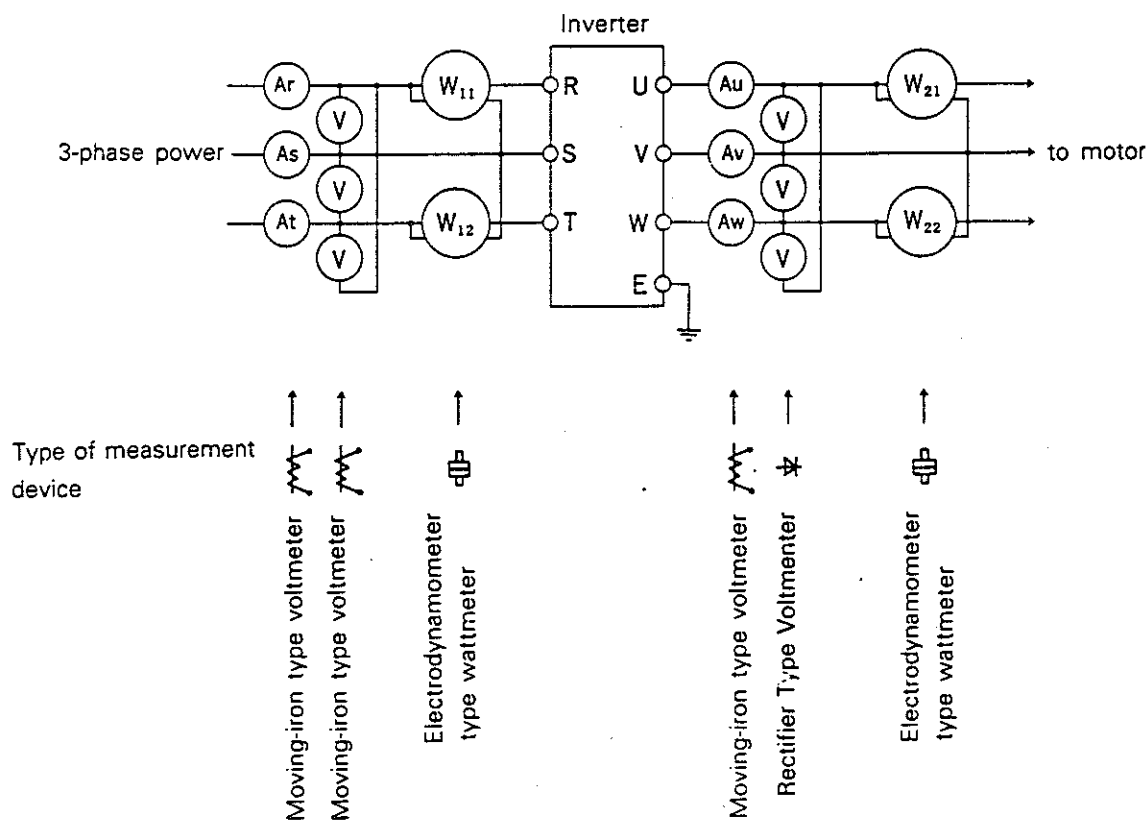 Inverter
Ar
W₁₁
R
U
Au
W₂₁
V
V
3-phase power
As
S
V
Av
to motor
V
V
At
W₁₂
T
W
Aw
W₂₂
V
V
E
Type of measurement
device
Moving-iron type voltmeter
Moving-iron type voltmeter
Electrodynamometer
type wattmeter
Moving-iron type voltmeter
Rectifier Type Voltmenter
Electrodynamometer
type wattmeter